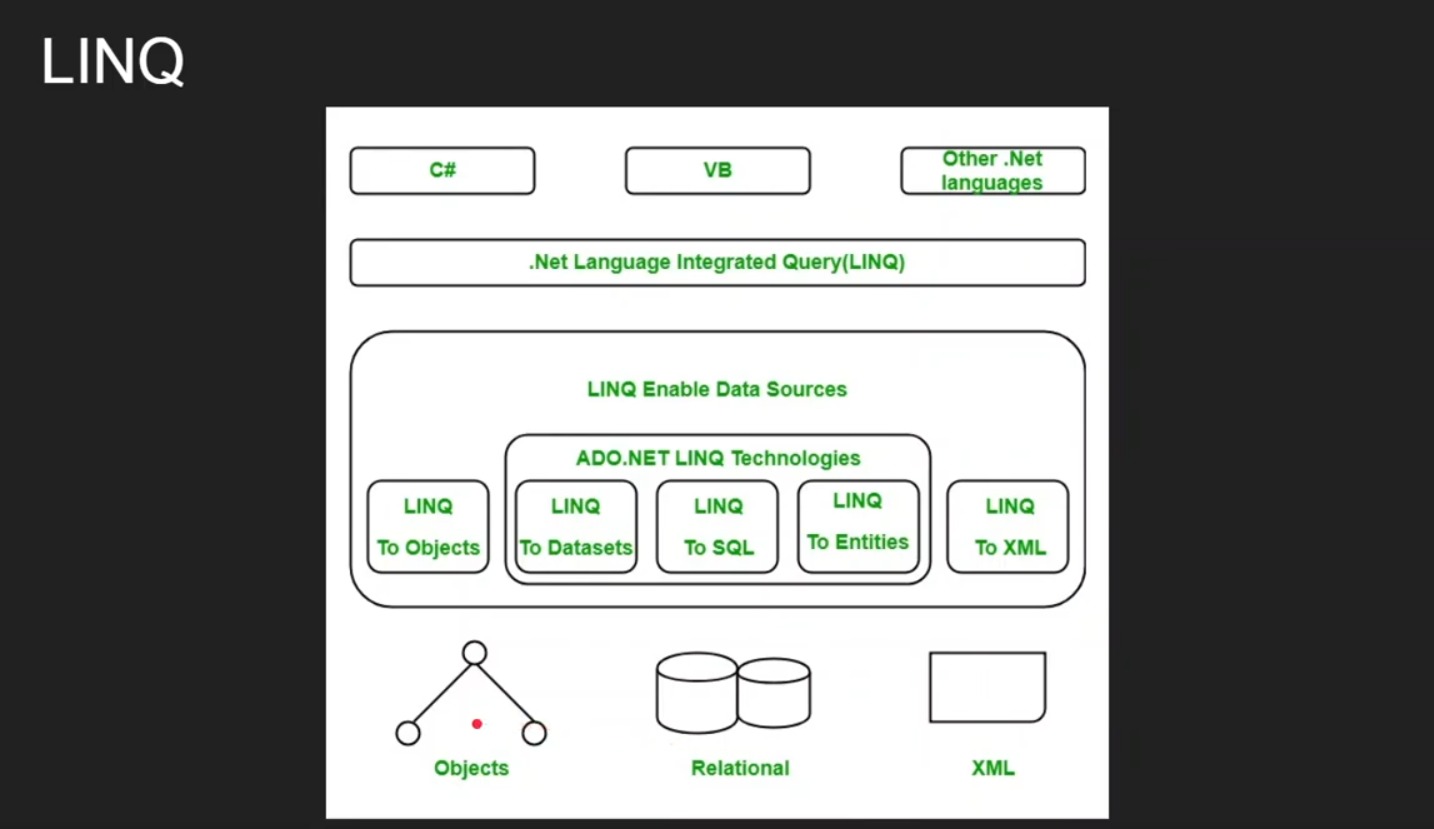 LINQ
C#
VB
Other .Net
languages
.Net Language Integrated Query(LINQ)
LINQ Enable Data Sources
ADO.NET LINQ Technologies
LINQ
To Objects
LINQ
To Datasets
LINQ
To SQL
LINQ
To Entities
LINQ
To XML
Objects
Relational
XML